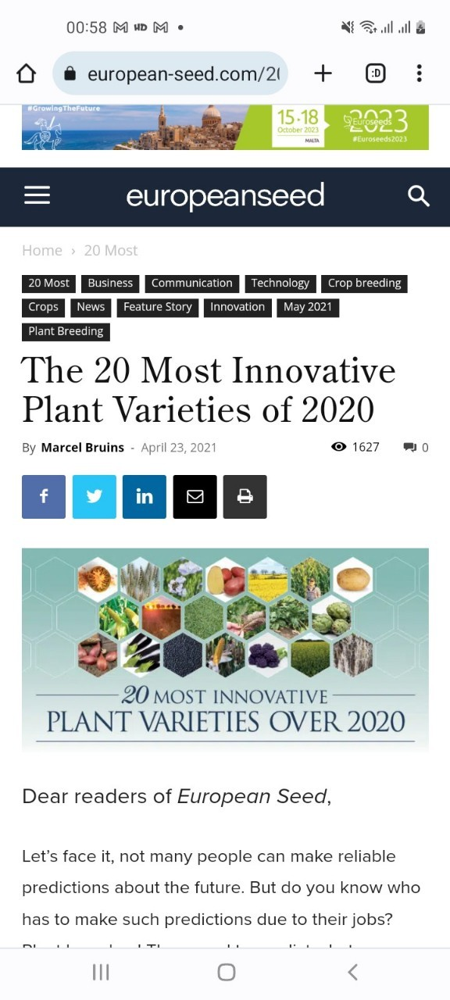 00:58
european-seed.com/2
:D
#GrowingTheFuture
15-18
October 2023
MALTA
Euroseeds
2023
#Euroseeds2023
europeanseed
Home › 20 Most
20 Most Business Communication Technology Crop breeding
Crops News Feature Story Innovation May 2021
Plant Breeding
The 20 Most Innovative
Plant Varieties of 2020
By Marcel Bruins - April 23, 2021 1627 0
f in
20 MOST INNOVATIVE
PLANT VARIETIES OVER 2020
Dear readers of European Seed,
Let's face it, not many people can make reliable
predictions about the future. But do you know who
has to make such predictions due to their jobs?